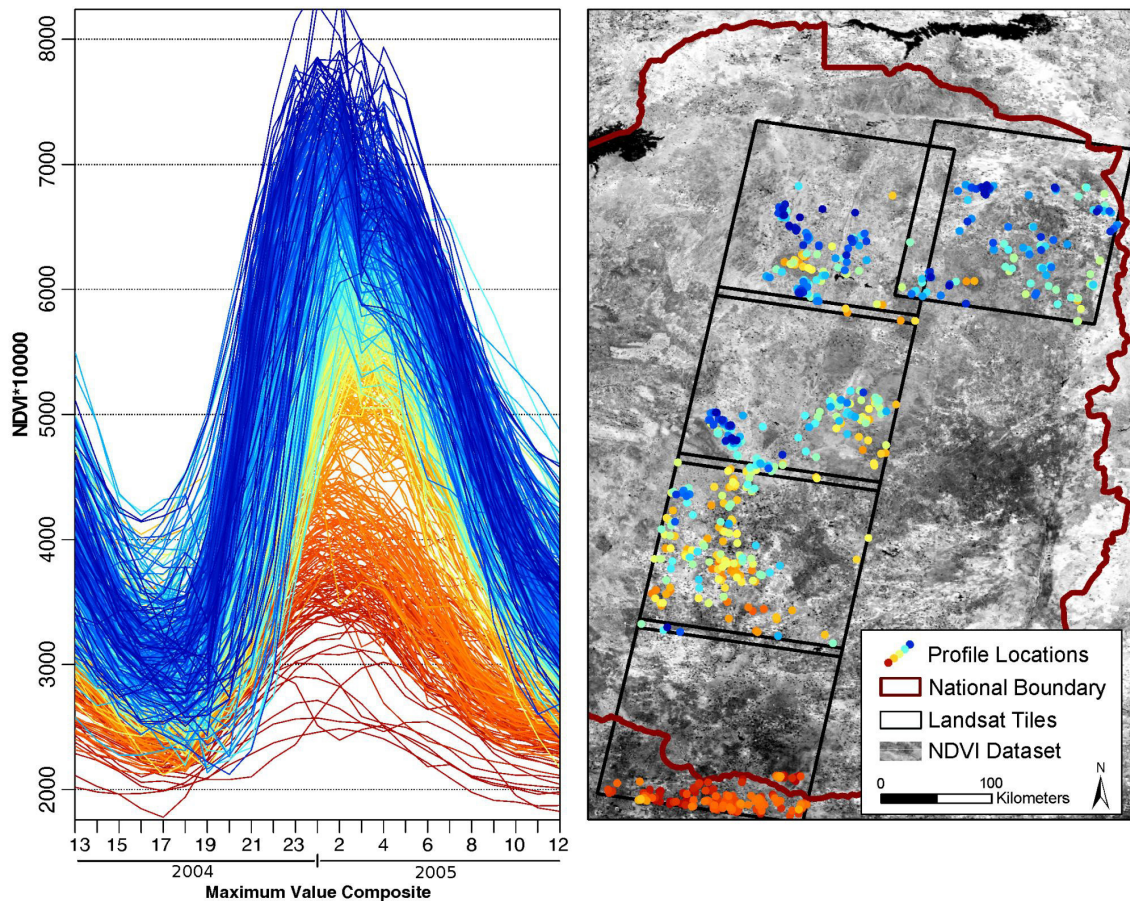 NDVI*10000
8000
7000
6000
5000
4000
3000
2000
13 15 17 19 21 23 2 4 6 8 10 12
2004 2005
Maximum Value Composite
Profile Locations
National Boundary
Landsat Tiles
NDVI Dataset
0 100
Kilometers
N